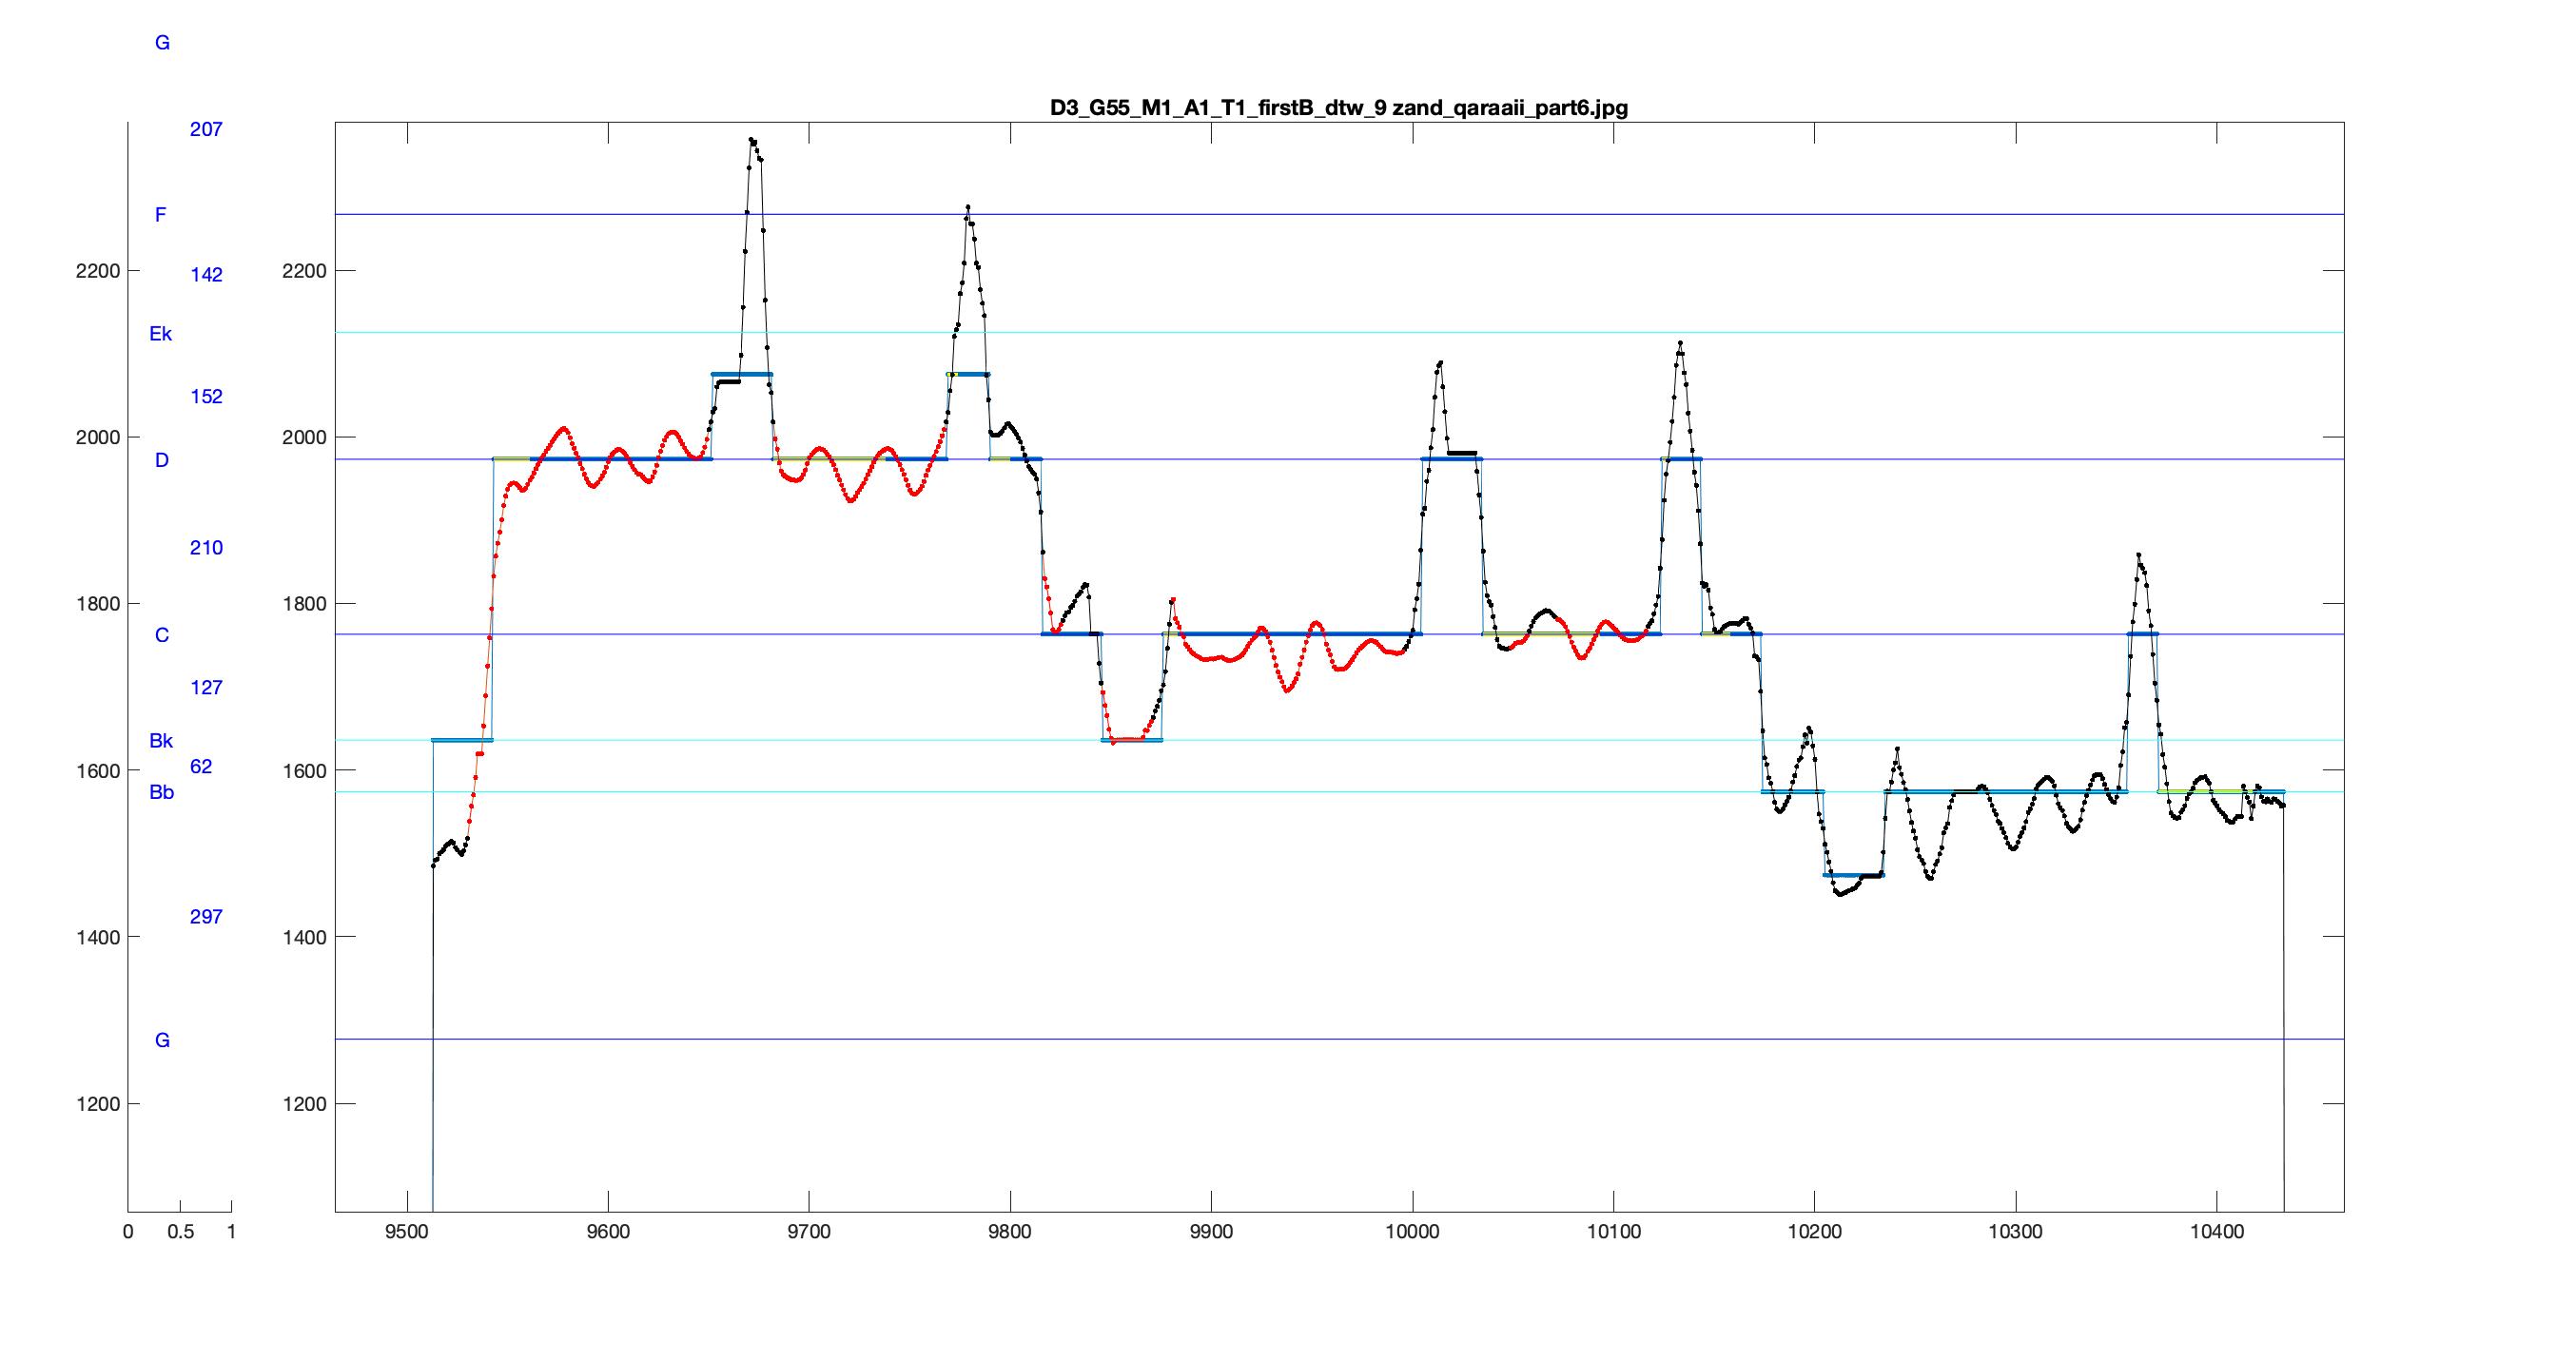 G
D3_G55_M1_A1_T1_firstB_dtw_9 zand_qaraaii_part6.jpg
207
F
142
2200 2200
Ek
152
2000 2000
D
210
1800 1800
C
127
Bk
62
1600 1600
Bb
297
1400 1400
G
1200 1200
0 0.5 1 9500 9600 9700 9800 9900 10000 10100 10200 10300 10400